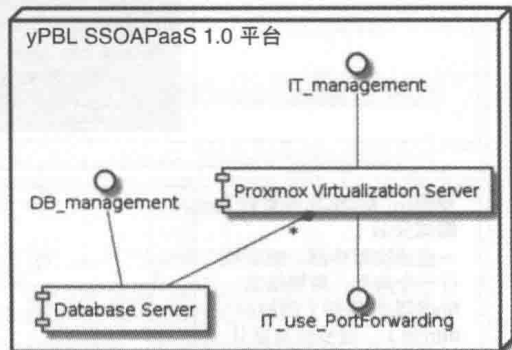 yPBL SSOAPaaS 1.0 平台
IT_management
DB_management
Proxmox Virtualization Server
*
Database Server
IT_use_PortForwarding